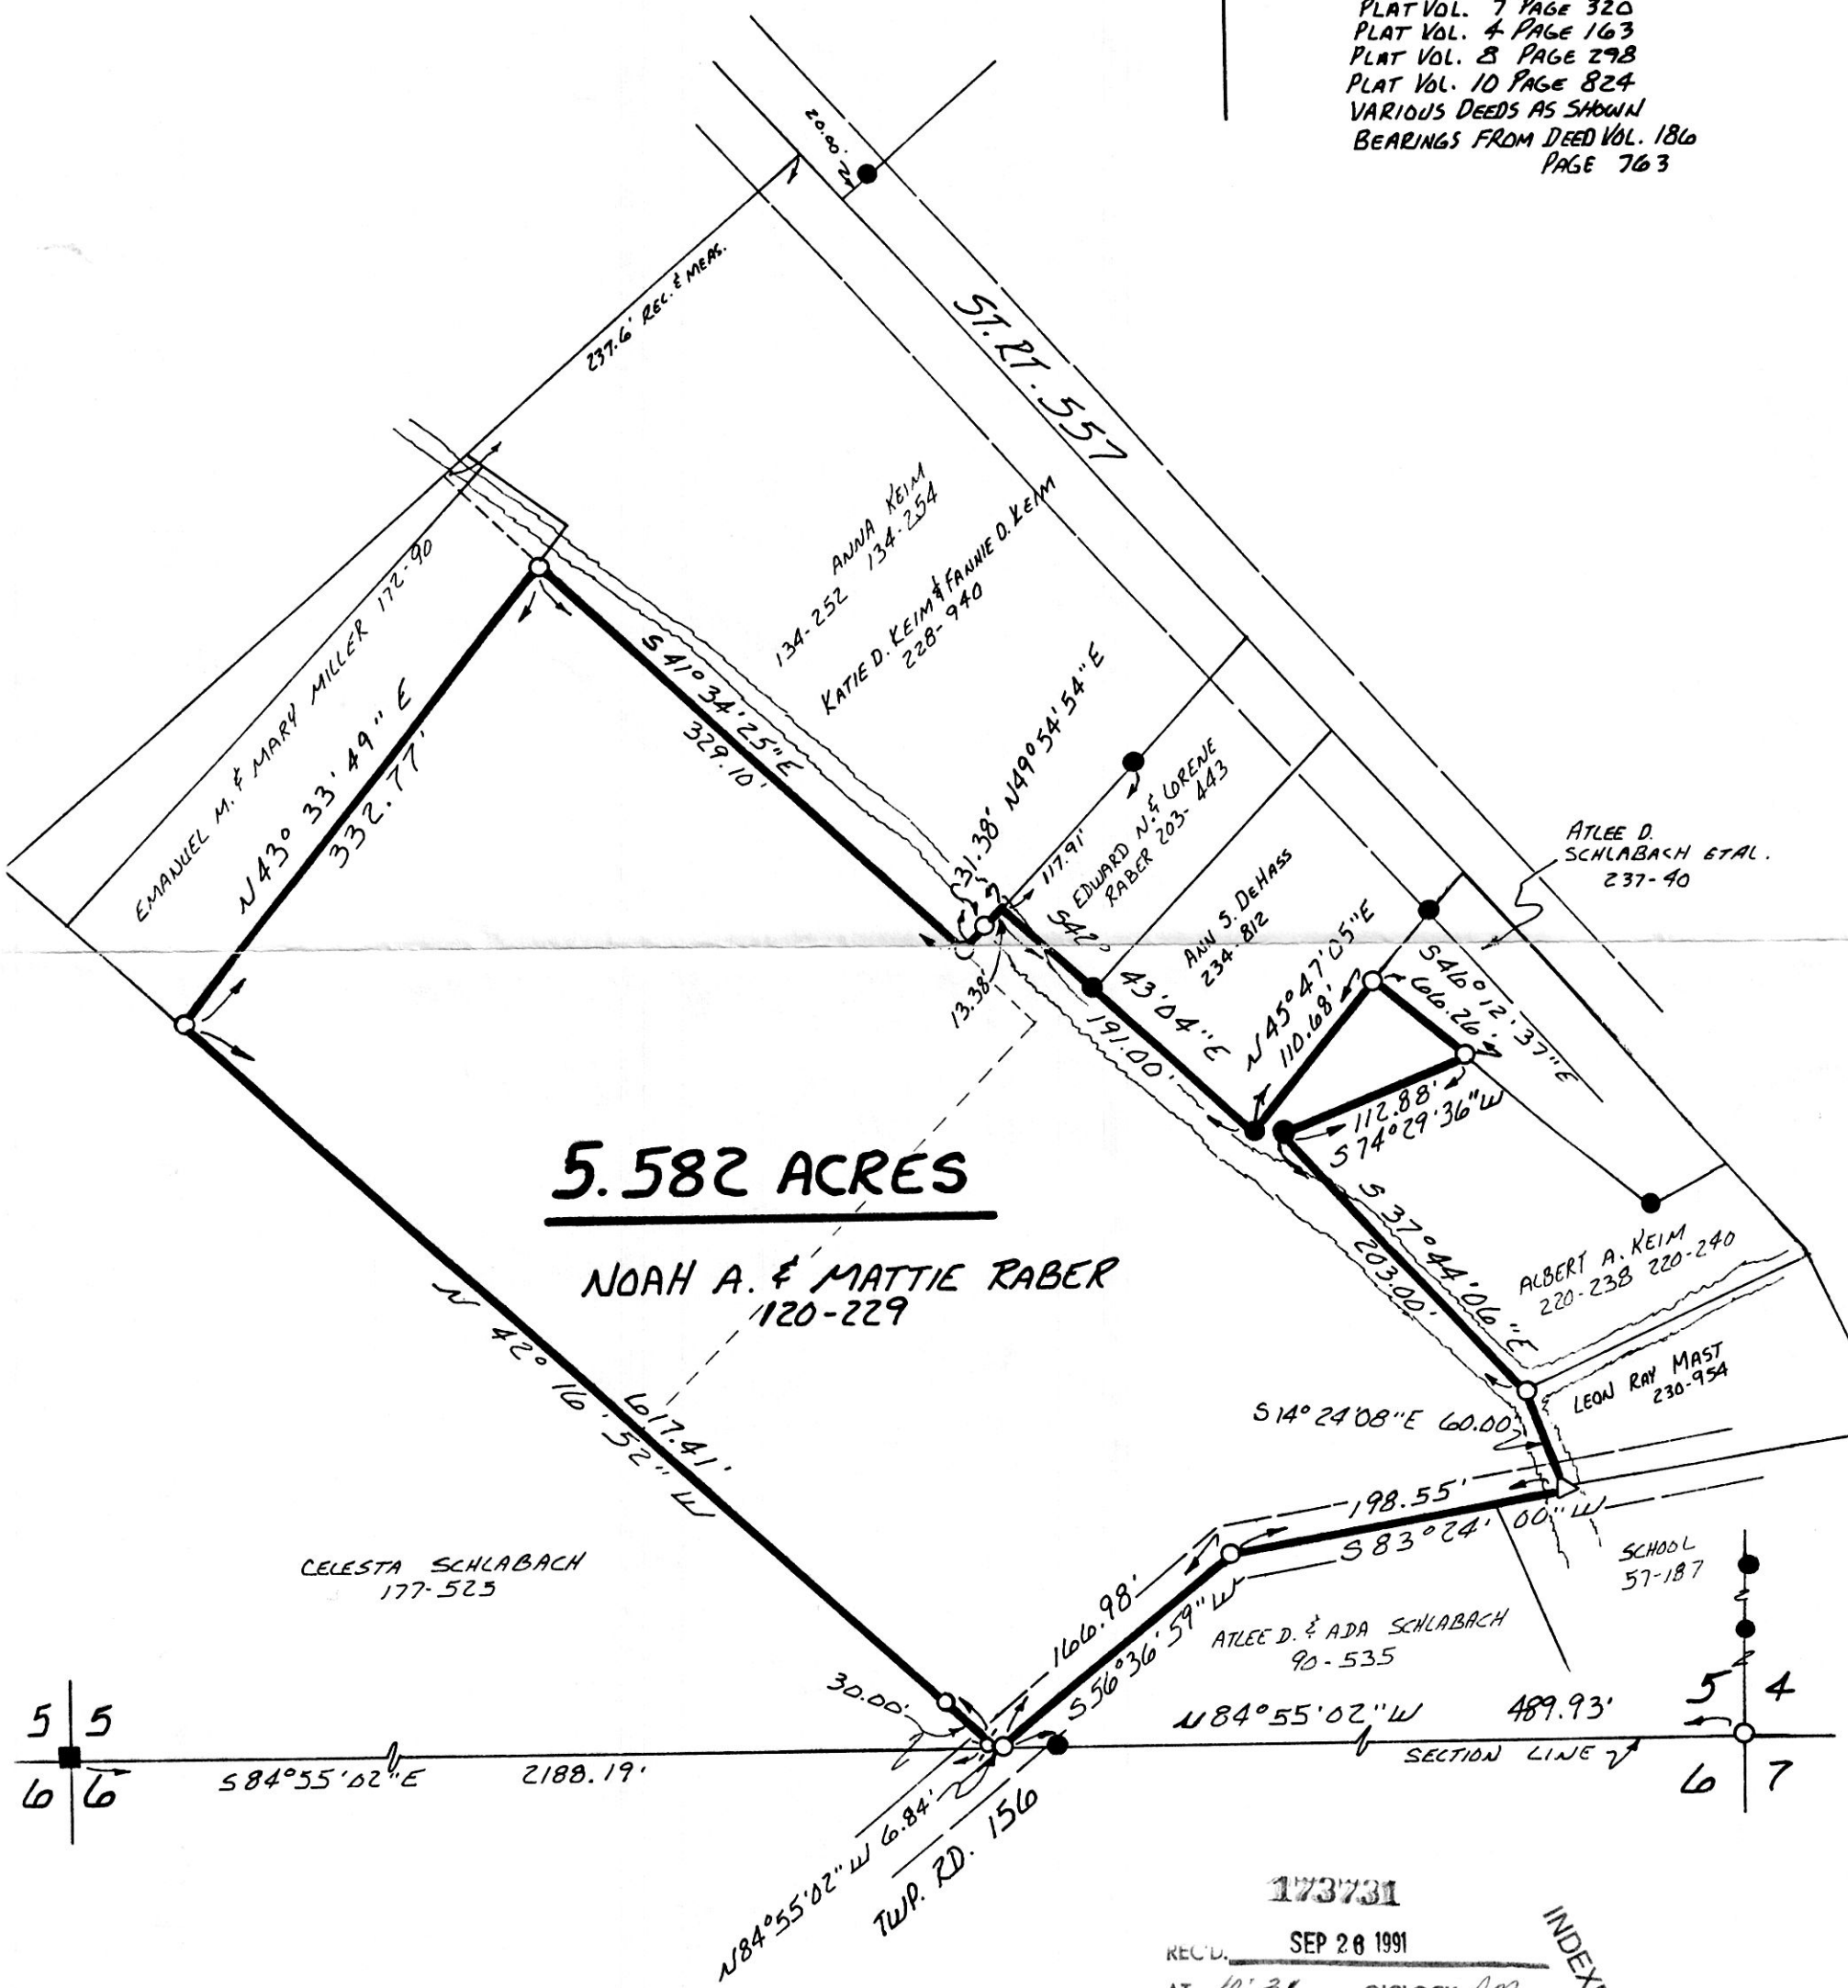 PLAT VOL. 7 PAGE 320
PLAT VOL. 4 PAGE 163
PLAT VOL. 8 PAGE 298
PLAT VOL. 10 PAGE 824
VARIOUS DEEDS AS SHOWN
BEARINGS FROM DEED VOL. 186
PAGE 763
20.00'
237.6' REC. & MEAS.
ST. RT. 557
ANNA KEIM
134-252 134-254
KATIE D. KEIM & FANNIE D. KEIM
228-940
EMANUEL M. & MARY MILLER 172-90
N43° 33' 49" E
332.77'
S 41° 34' 25" E
329.10'
31.38' N49° 54' 54" E
117.91'
EDWARD N. & LORENE
RABER 203-443
13.38'
S42° 43' 04" E
191.00'
ANN S. DEHASS
234-812
ATLEE D.
SCHLABACH ETAL.
237-40
N45° 47' 05" E
110.68'
S46° 12' 37" E
66.26'
112.88'
S74° 29' 36" W
5.582 ACRES
NOAH A. & MATTIE RABER
120-229
S 37° 44' 06" E
203.00'
ALBERT A. KEIM
220-238 220-240
LEON RAY MAST
230-954
S14° 24' 08" E 60.00'
N 42° 16' 52" W
617.41'
198.55'
S83° 24' 00" W
SCHOOL
57-187
CELESTA SCHLABACH
177-525
166.98'
S56° 36' 59" W
ATLEE D. & ADA SCHLABACH
90-535
30.00'
N84° 55' 02" W 489.93'
SECTION LINE
5 5
6 6
5 4
6 7
S84° 55' 02" E 2188.19'
N84° 55' 02" W 6.84'
TWP. RD. 156
173731
REC'D. SEP 26 1991